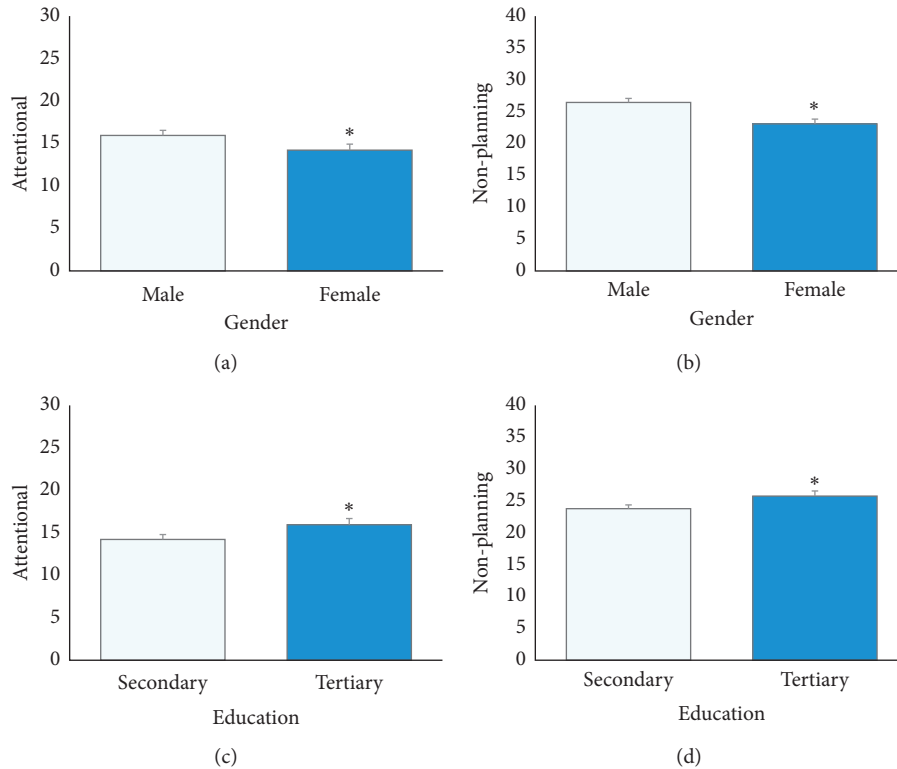 30
25
20
15
10
5
0
Attentional
*
Male
Female
Gender
(a)
40
35
30
25
20
15
10
5
0
Non-planning
*
Male
Female
Gender
(b)
30
25
20
15
10
5
0
Attentional
*
Secondary
Tertiary
Education
(c)
40
35
30
25
20
15
10
5
0
Non-planning
*
Secondary
Tertiary
Education
(d)